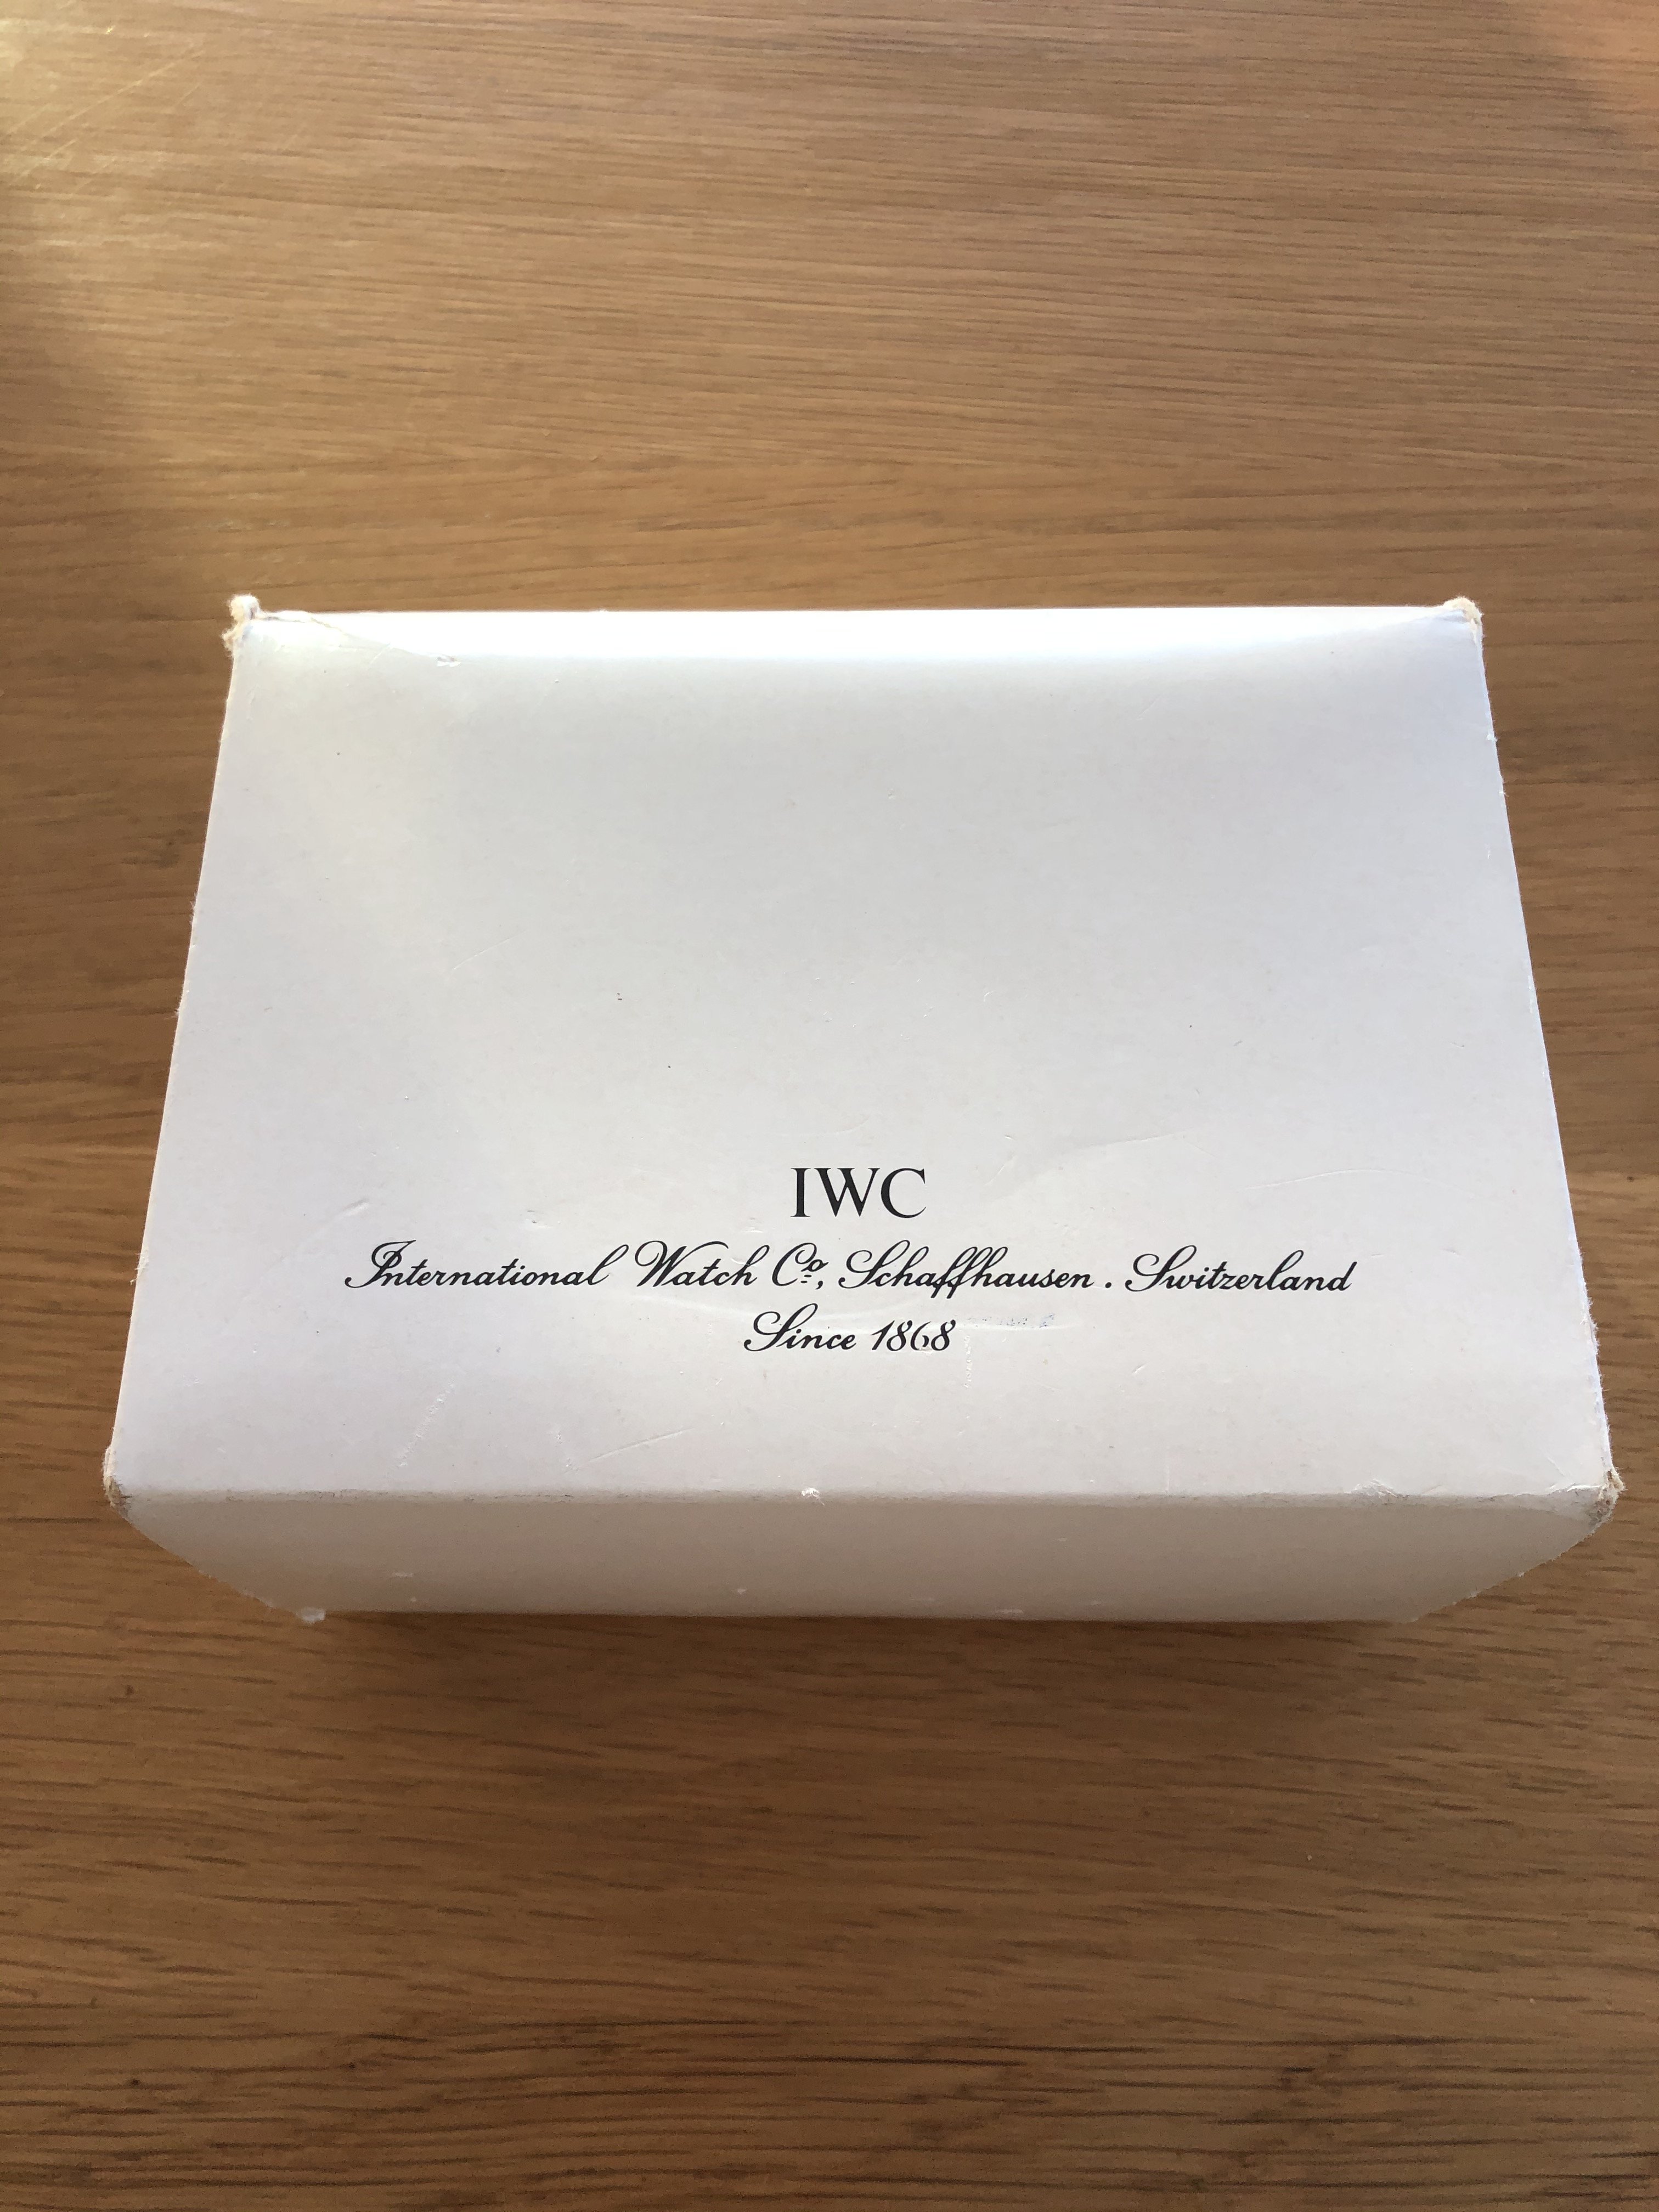 IWC
International Watch Cº, Schaffhausen . Switzerland
Since 1868